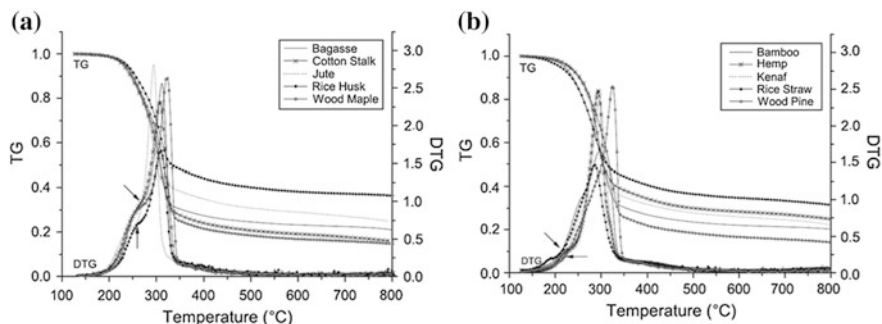 (a)
TG
Bagasse
Cotton Stalk
Jute
Rice Husk
Wood Maple
DTG
1.0
0.8
0.6
0.4
0.2
0.0
TG
3.0
2.5
2.0
1.5
1.0
0.5
0.0
DTG
100 200 300 400 500 600 700 800
Temperature (°C)
(b)
TG
Bamboo
Hemp
Kenaf
Rice Straw
Wood Pine
DTG
1.0
0.8
0.6
0.4
0.2
0.0
TG
3.0
2.5
2.0
1.5
1.0
0.5
0.0
DTG
100 200 300 400 500 600 700 800
Temperature (°C)